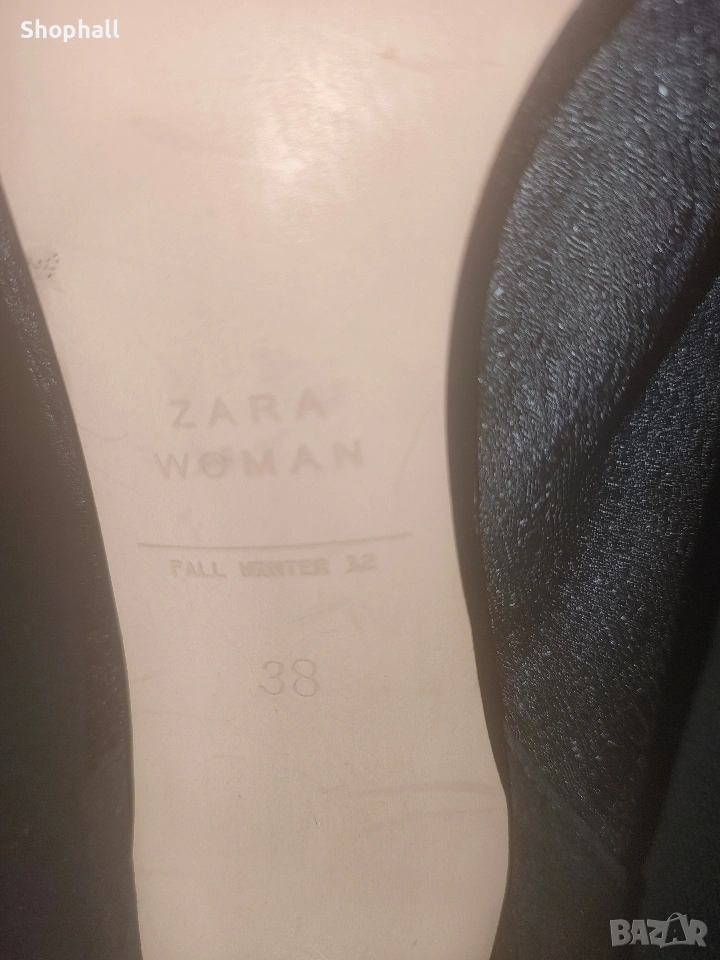 Shophall
ZARA
WOMAN
FALL WINTER 12
38
BAZAR